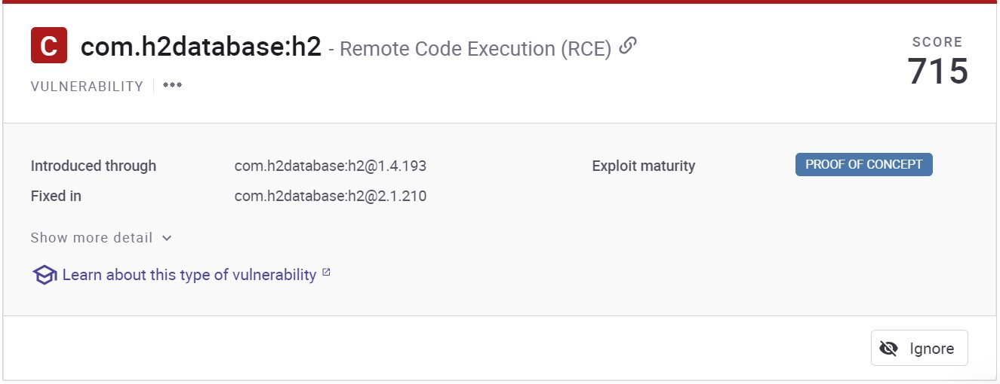 C com.h2database:h2 - Remote Code Execution (RCE)
SCORE
715
VULNERABILITY
Introduced through com.h2database:h2@1.4.193 Exploit maturity PROOF OF CONCEPT
Fixed in com.h2database:h2@2.1.210
Show more detail
Learn about this type of vulnerability
Ignore